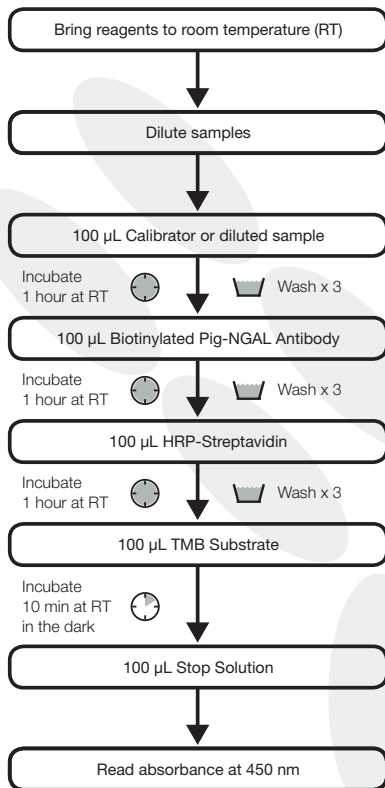 Bring reagents to room temperature (RT)
Dilute samples
100 µL Calibrator or diluted sample
Incubate
1 hour at RT
Wash x 3
100 µL Biotinylated Pig-NGAL Antibody
Incubate
1 hour at RT
Wash x 3
100 µL HRP-Streptavidin
Incubate
1 hour at RT
Wash x 3
100 µL TMB Substrate
Incubate
10 min at RT
in the dark
100 µL Stop Solution
Read absorbance at 450 nm